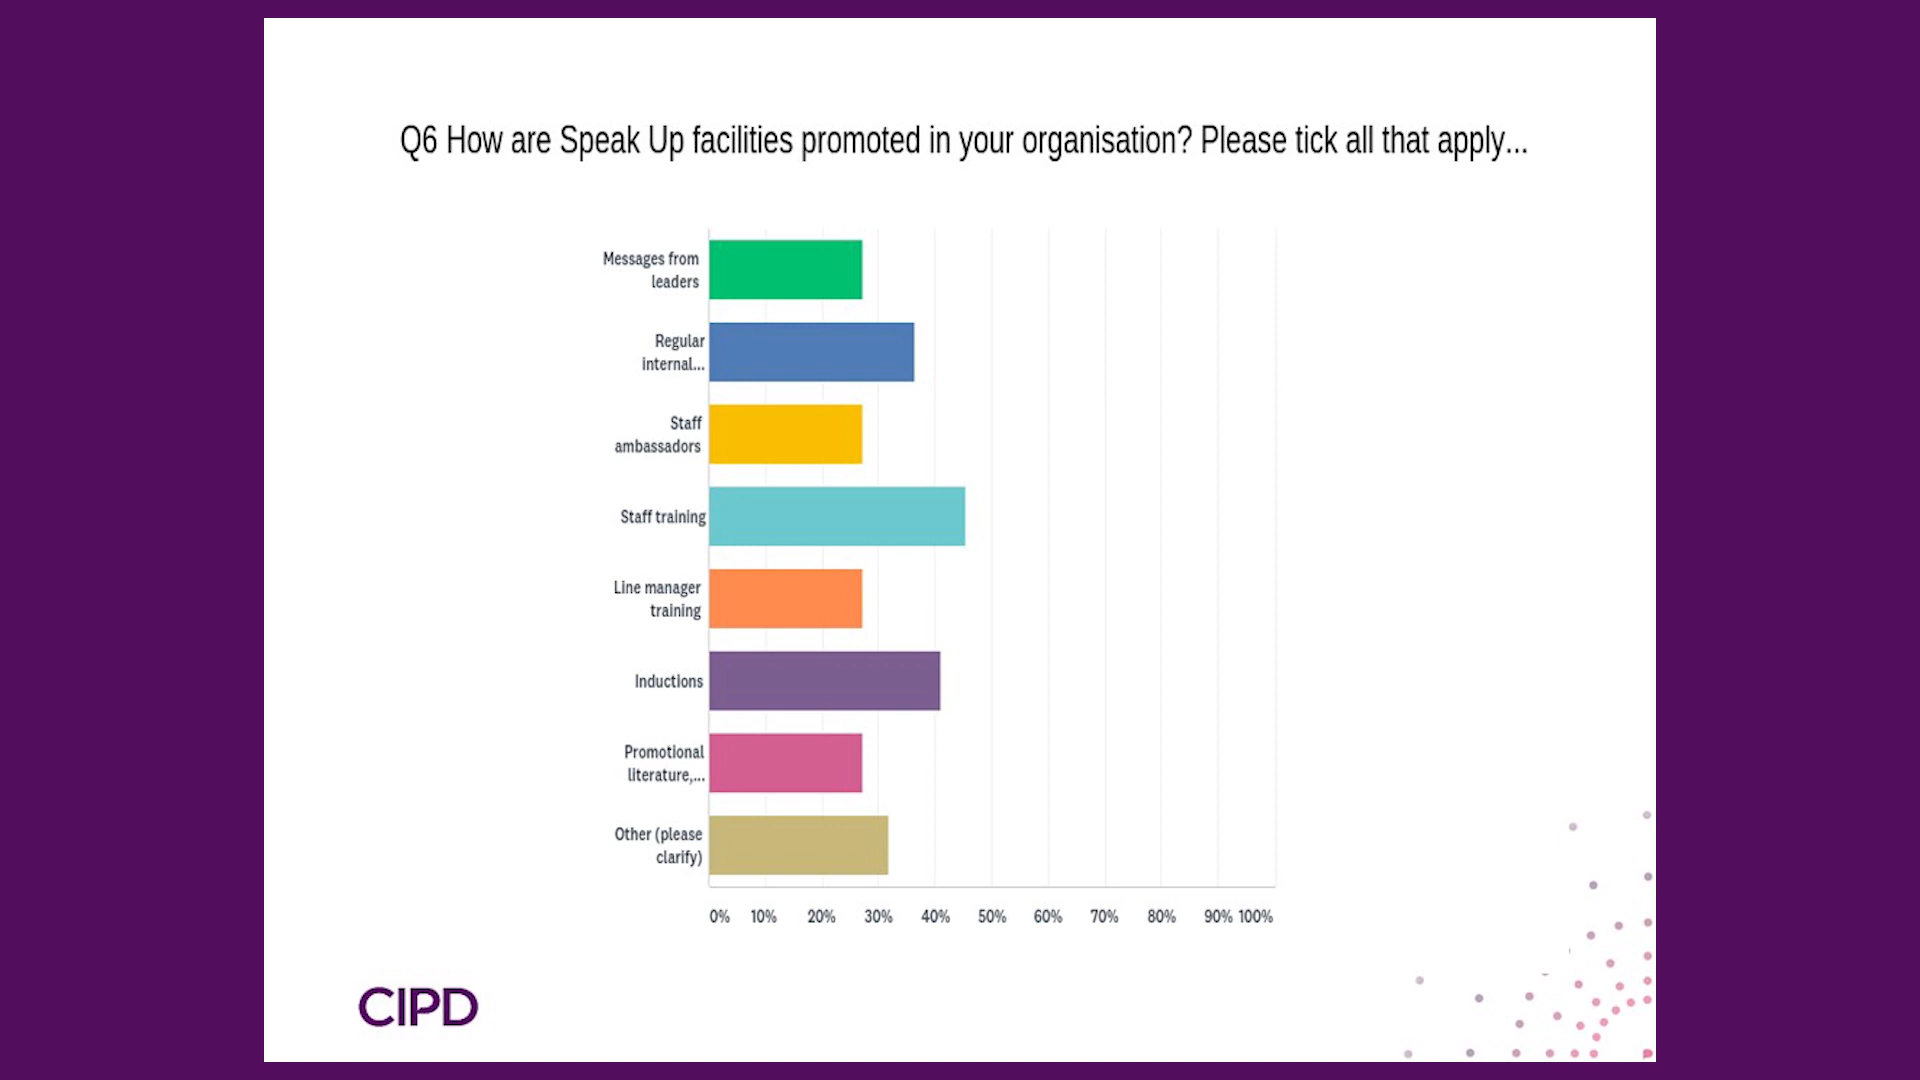 Q6 How are Speak Up facilities promoted in your organisation? Please tick all that apply...
Messages from
leaders
Regular
internal...
Staff
ambassadors
Staff training
Line manager
training
Inductions
Promotional
literature,...
Other (please
clarify)
0% 10% 20% 30% 40% 50% 60% 70% 80% 90% 100%
CIPD